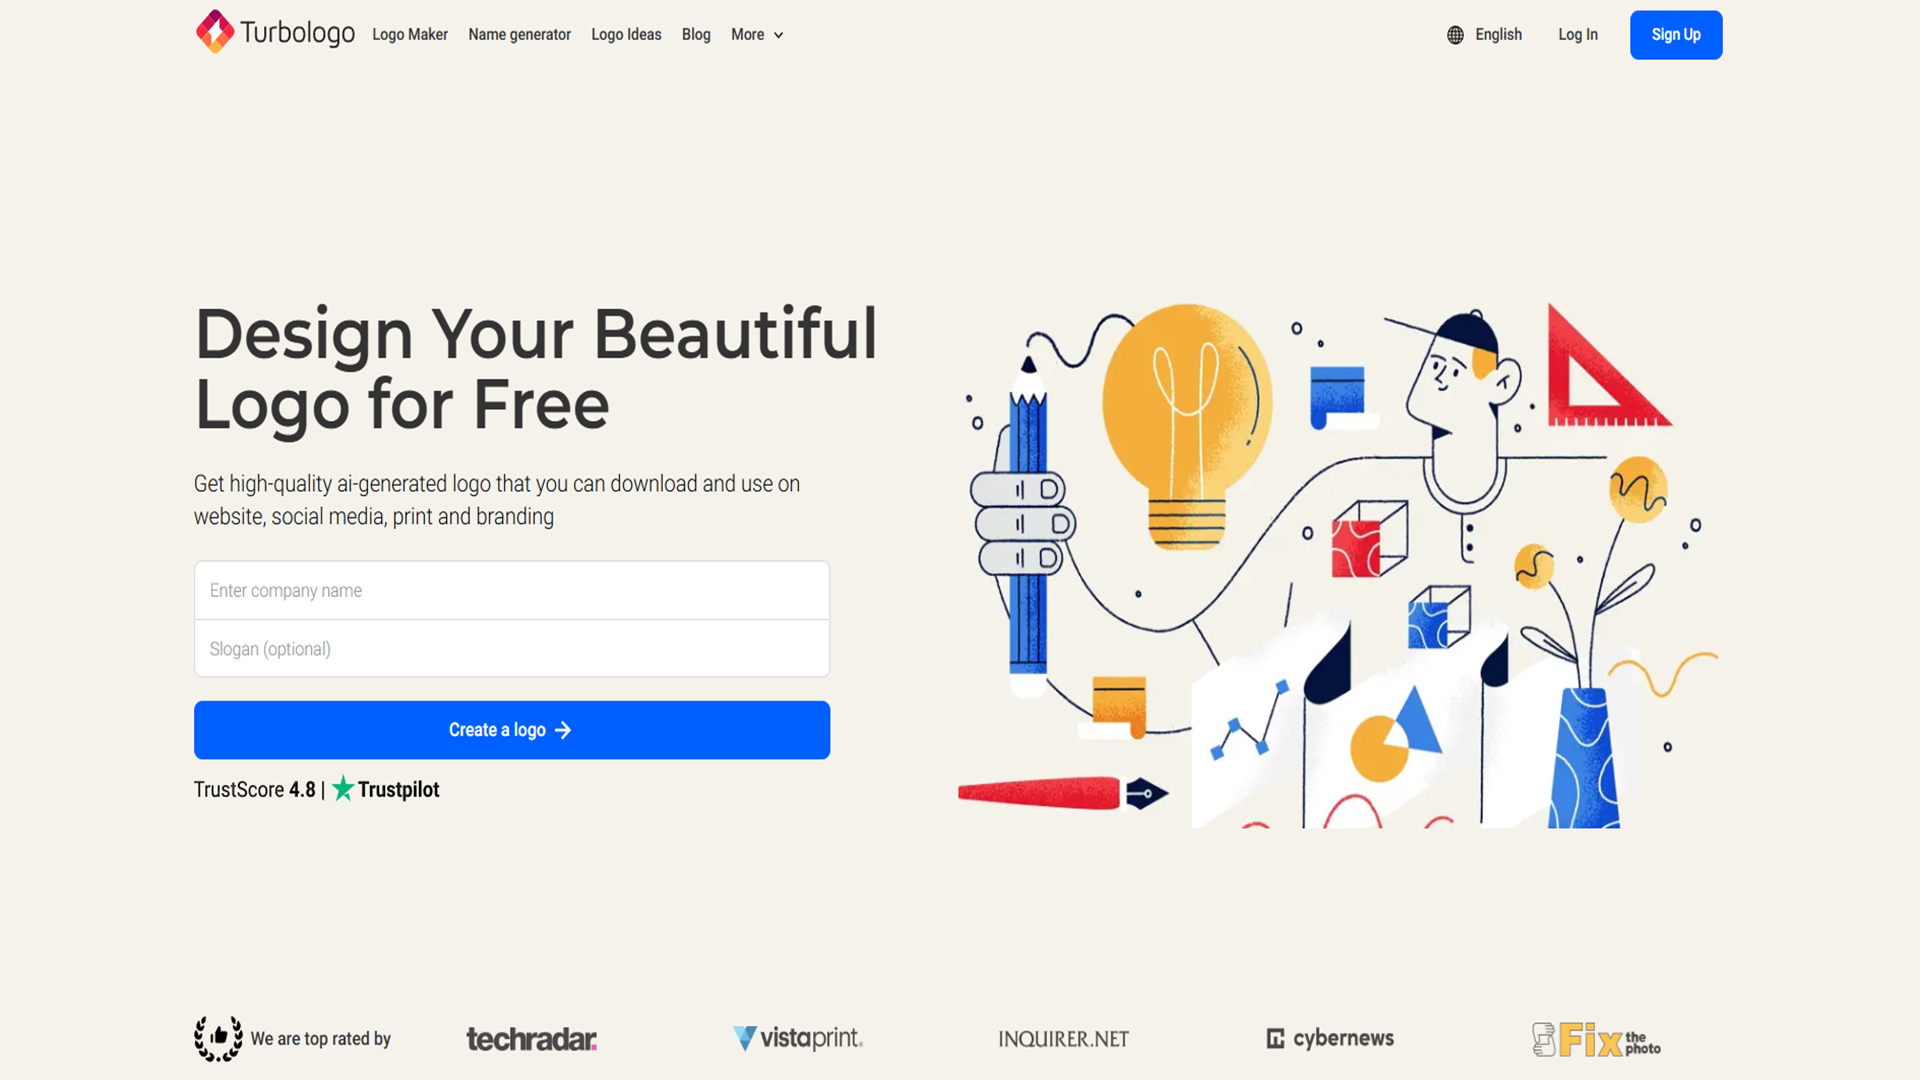 Turbologo Logo Maker Name generator Logo Ideas Blog More English Log In Sign Up
Design Your Beautiful
Logo for Free
Get high-quality ai-generated logo that you can download and use on
website, social media, print and branding
Enter company name
Slogan (optional)
Create a logo
TrustScore 4.8 | Trustpilot
We are top rated by techradar. vistaprint. INQUIRER.NET cybernews Fix the photo